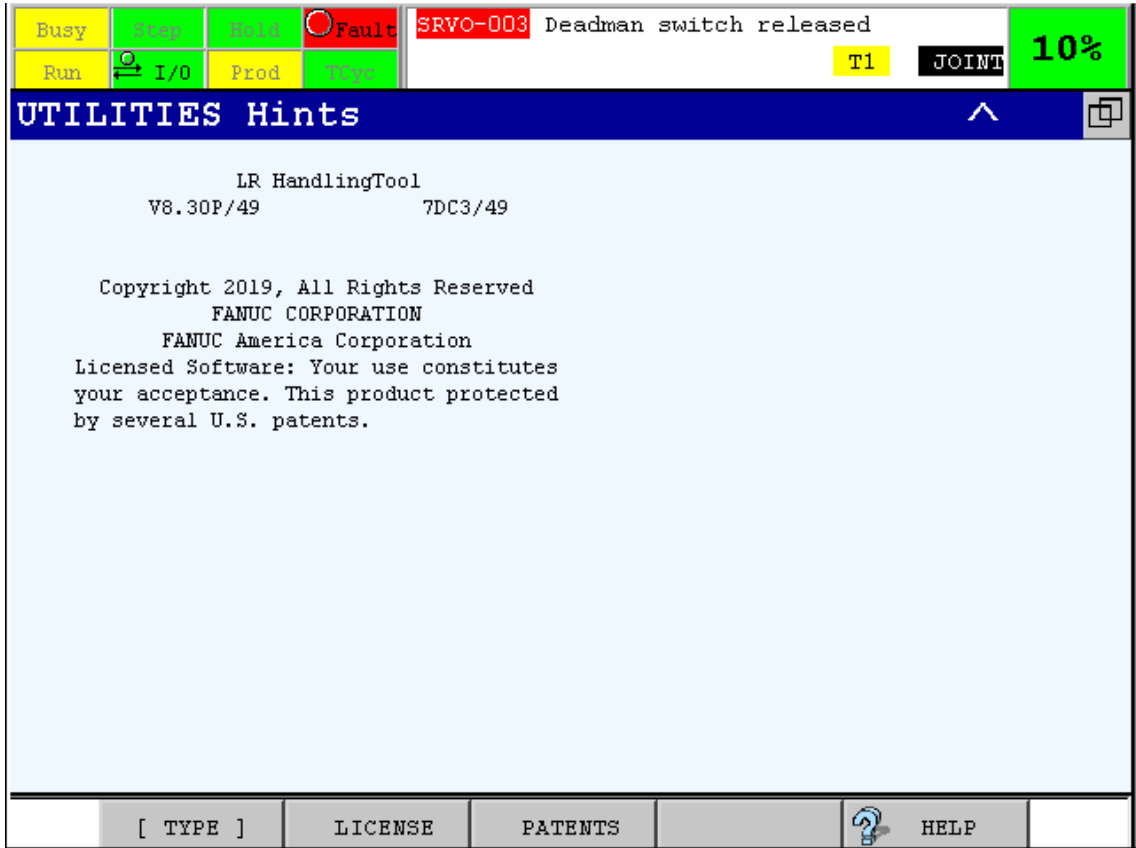 Busy Step Hold Fault SRVO-003 Deadman switch released
Run I/O Prod TCyc T1 JOINT 10%
UTILITIES Hints
LR HandlingTool
V8.30P/49 7DC3/49
Copyright 2019, All Rights Reserved
FANUC CORPORATION
FANUC America Corporation
Licensed Software: Your use constitutes
your acceptance. This product protected
by several U.S. patents.
[ TYPE ] LICENSE PATENTS HELP